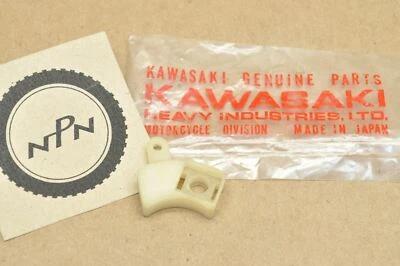 NPN
KAWASAKI GENUINE PARTS
KAWASAKI
HEAVY INDUSTRIES, LTD.
MOTORCYCLE DIVISION MADE IN JAPAN